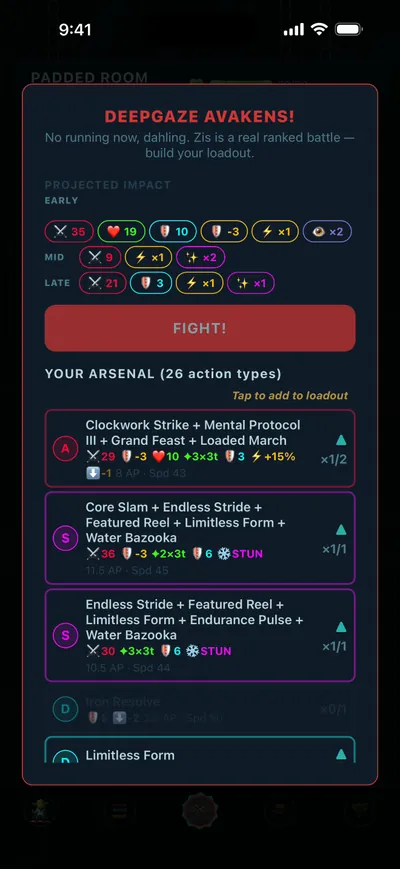 9:41
PADDED ROOM
DEEPGAZE AVAKENS!
No running now, dahling. Zis is a real ranked battle —
build your loadout.
PROJECTED IMPACT
EARLY
⚔️ 35 ❤️ 19 🛡️ 10 🛡️ -3 ⚡ ×1 👁️ ×2
MID ⚔️ 9 ⚡ ×1 ✨ ×2
LATE ⚔️ 21 🛡️ 3 ⚡ ×1 ✨ ×1
FIGHT!
YOUR ARSENAL (26 action types)
Tap to add to loadout
A
Clockwork Strike + Mental Protocol
III + Grand Feast + Loaded March
⚔️29 🛡️-3 ❤️10 ✦3×3t 🛡️3 ⚡+15%
⬇️-1 8 AP · Spd 43
▲
×1/2
S
Core Slam + Endless Stride +
Featured Reel + Limitless Form +
Water Bazooka
⚔️36 🛡️-3 ✦2×3t 🛡️6 ❄️STUN
11.5 AP · Spd 45
▲
×1/1
S
Endless Stride + Featured Reel +
Limitless Form + Endurance Pulse +
Water Bazooka
⚔️30 ✦3×3t 🛡️6 ❄️STUN
10.5 AP · Spd 44
▲
×1/1
D
Iron Resolve
×0/1
D
Limitless Form
▲